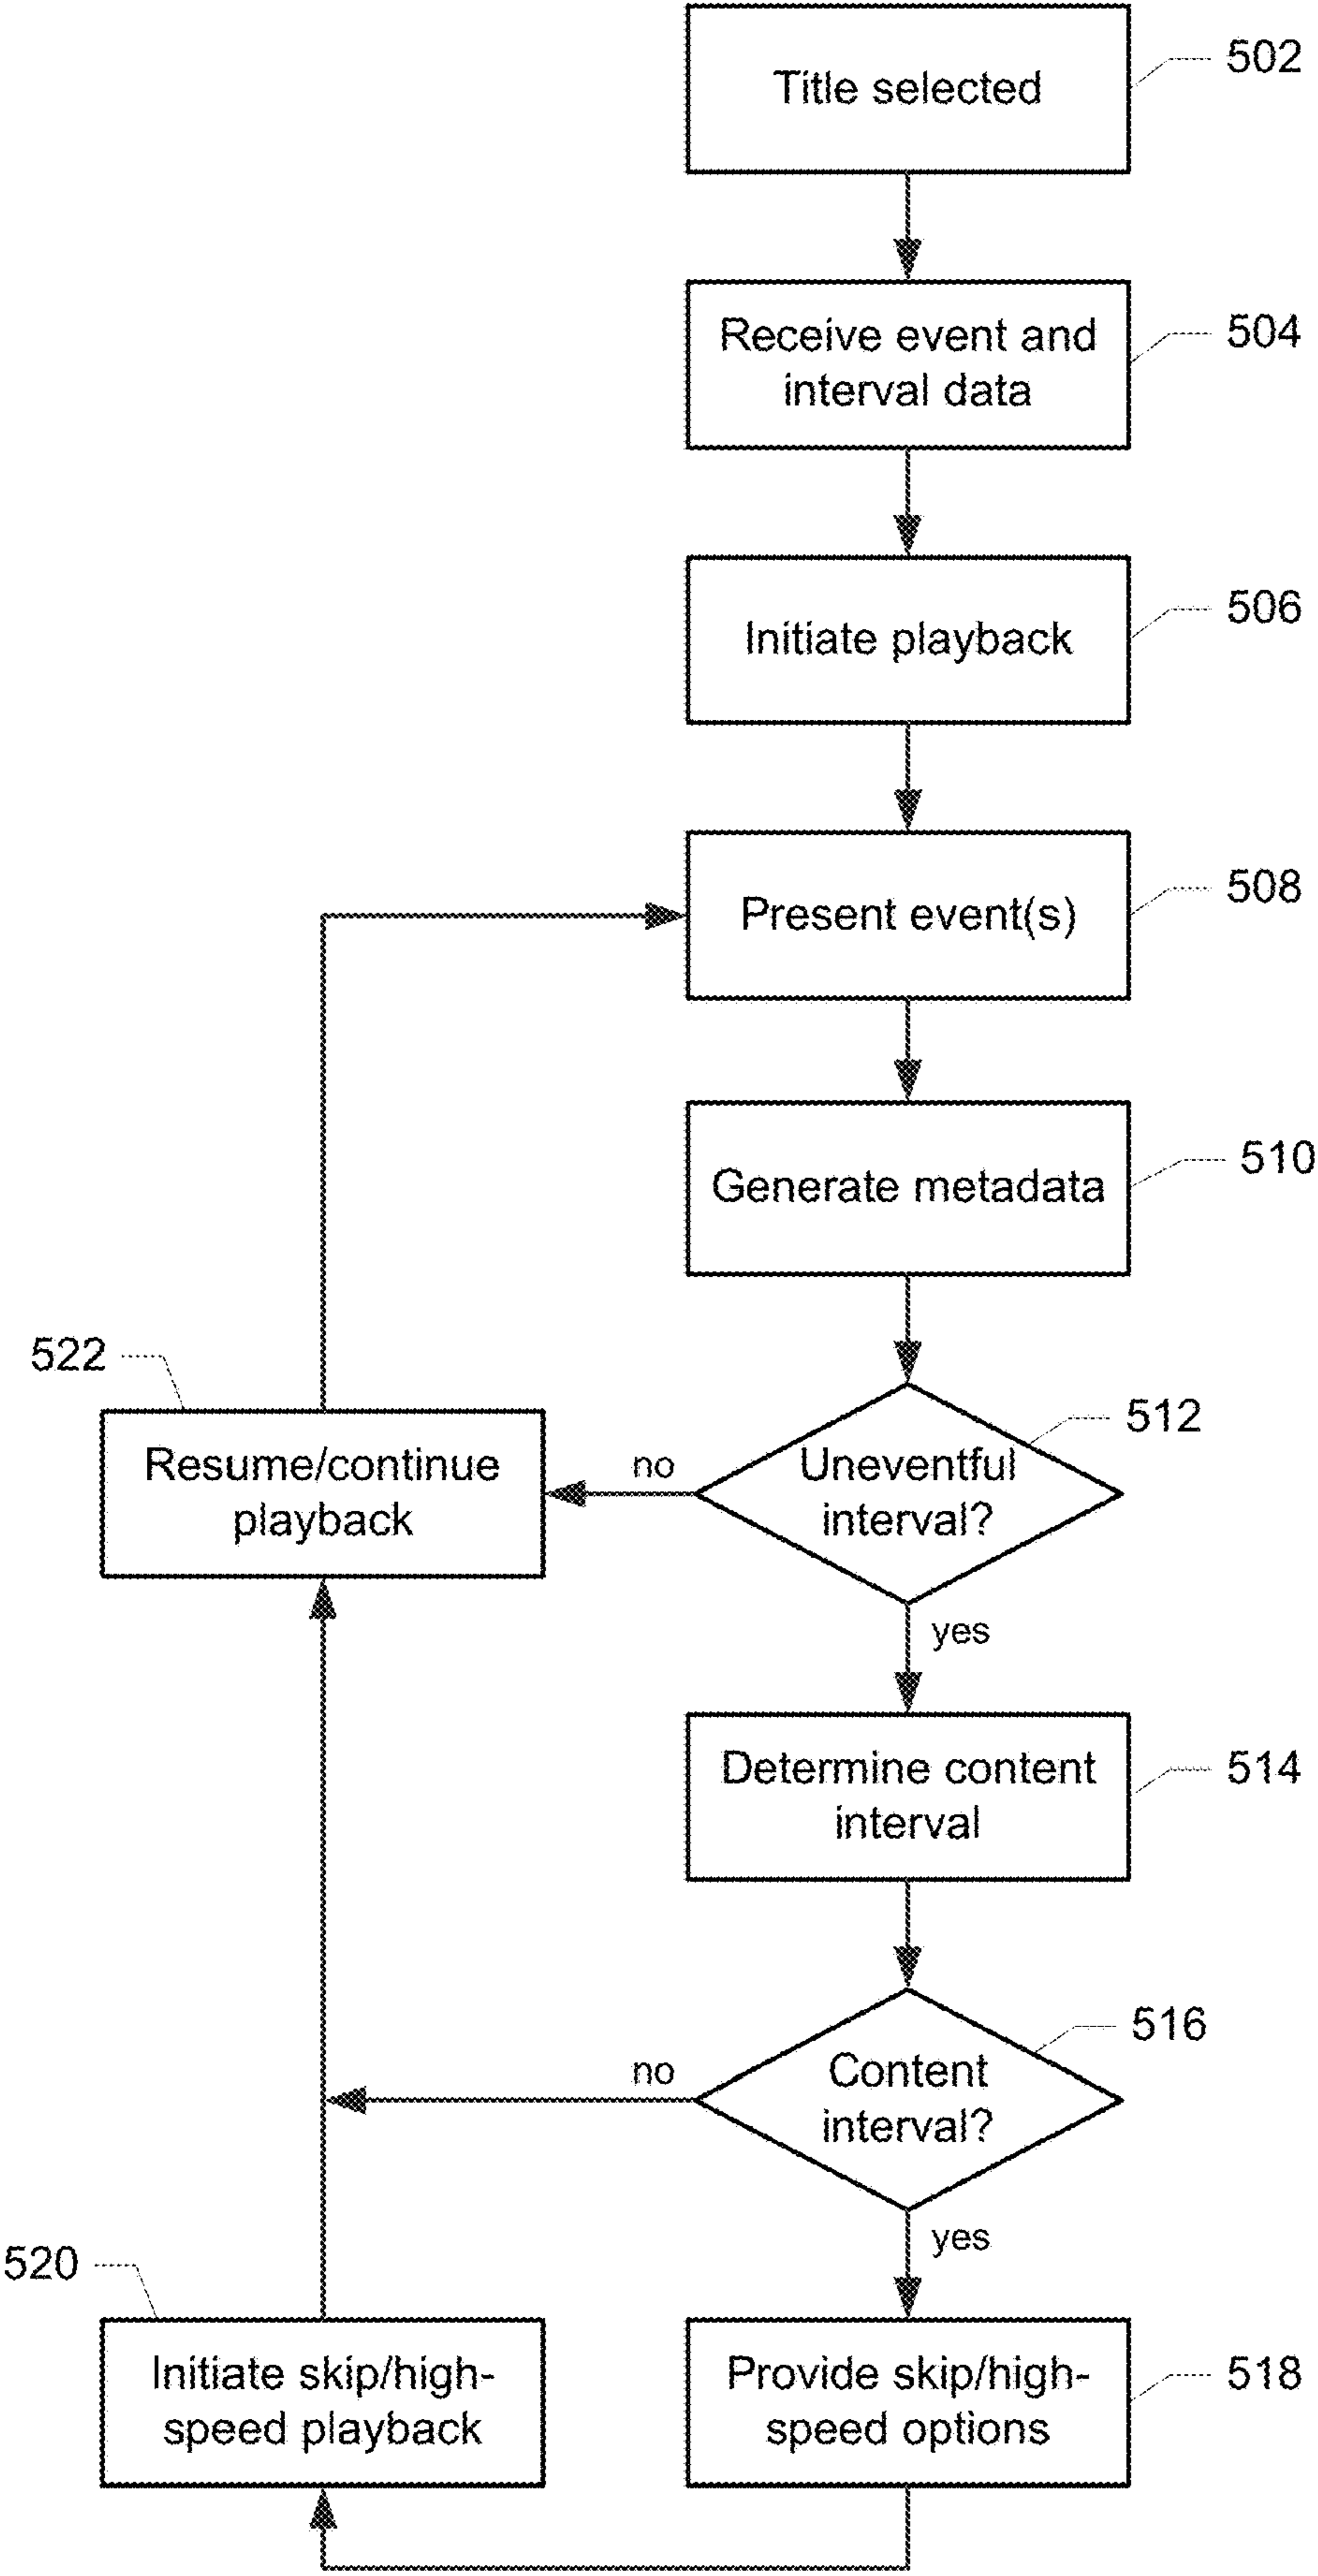 Title selected
502
Receive event and
interval data
504
Initiate playback
506
Present event(s)
508
Generate metadata
510
522
Resume/continue
playback
no
Uneventful
interval?
512
yes
Determine content
interval
514
no
Content
interval?
516
yes
520
Initiate skip/high-
speed playback
Provide skip/high-
speed options
518